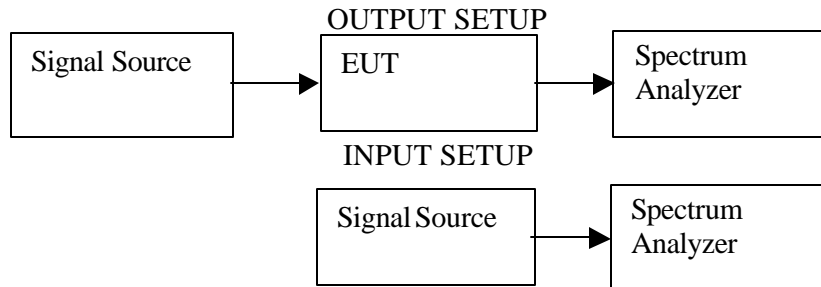 OUTPUT SETUP
Signal Source
EUT
Spectrum
Analyzer
INPUT SETUP
Signal Source
Spectrum
Analyzer